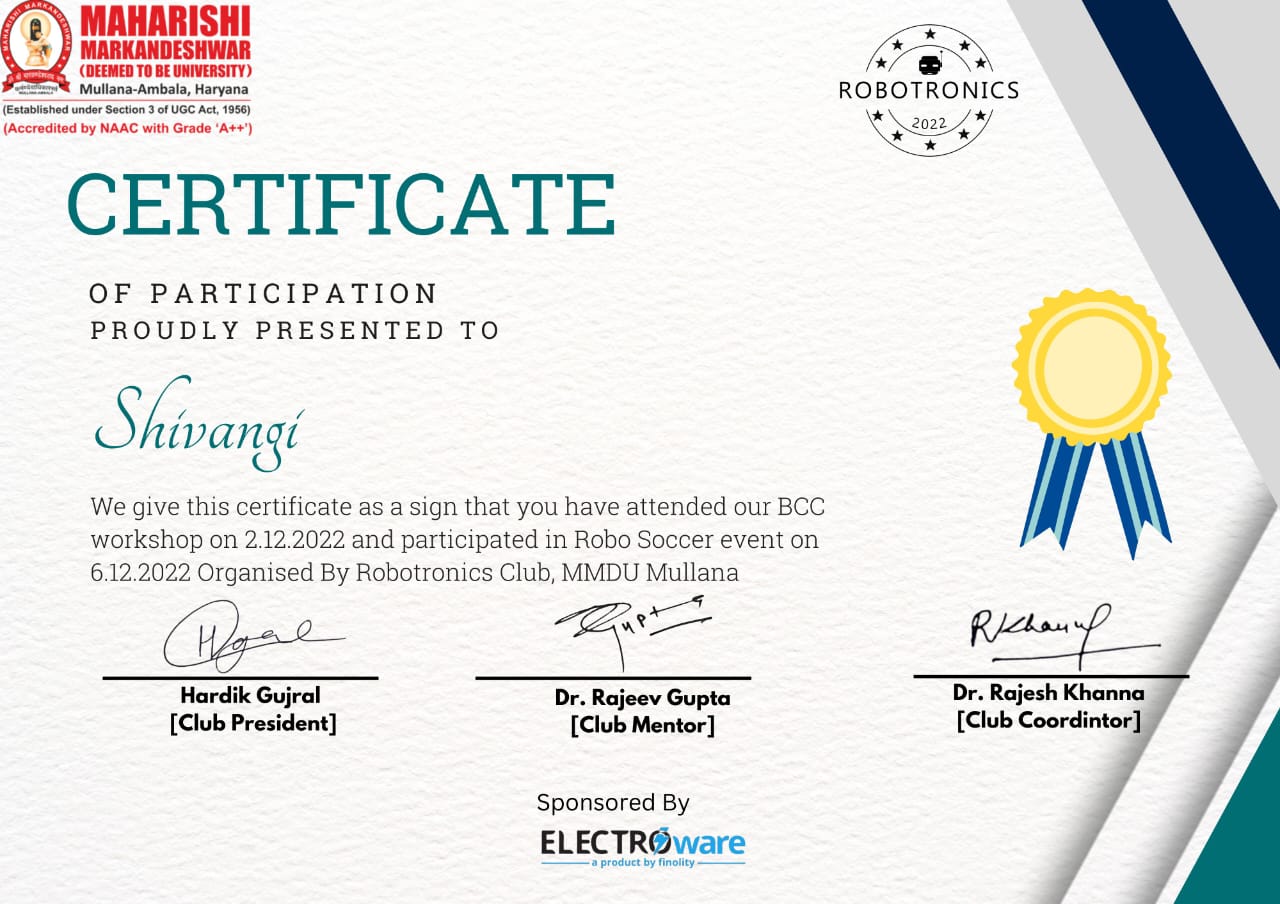 MAHARISHI
MARKANDESHWAR
(DEEMED TO BE UNIVERSITY)
Mullana-Ambala, Haryana
(Established under Section 3 of UGC Act, 1956)
(Accredited by NAAC with Grade ‘A++’)
ROBOTRONICS
2022
CERTIFICATE
OF PARTICIPATION
PROUDLY PRESENTED TO
Shivangi
We give this certificate as a sign that you have attended our BCC
workshop on 2.12.2022 and participated in Robo Soccer event on
6.12.2022 Organised By Robotronics Club, MMDU Mullana
Hardik Gujral
[Club President]
Dr. Rajeev Gupta
[Club Mentor]
Dr. Rajesh Khanna
[Club Coordintor]
Sponsored By
ELECTROware
a product by finolity